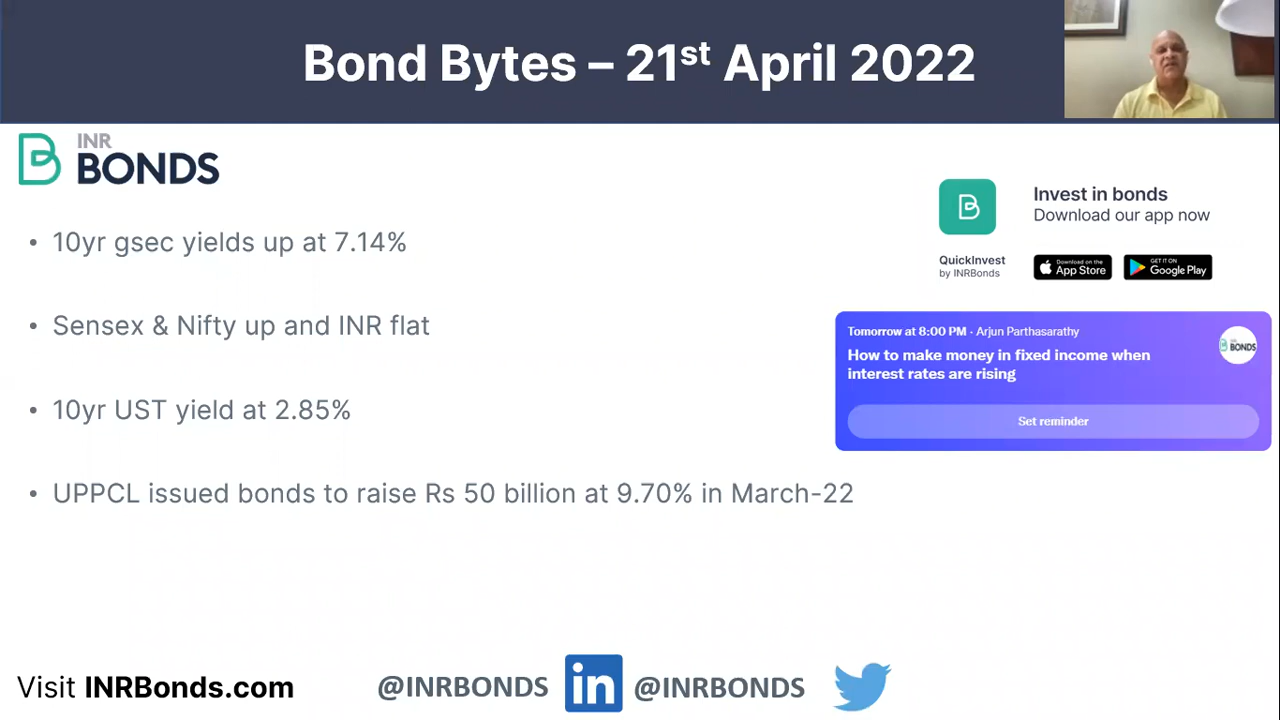 Bond Bytes – 21st April 2022
INR
BONDS
Invest in bonds
Download our app now
QuickInvest
by INRBonds
Download on the
App Store
GET IT ON
Google Play
• 10yr gsec yields up at 7.14%
• Sensex & Nifty up and INR flat
• 10yr UST yield at 2.85%
• UPPCL issued bonds to raise Rs 50 billion at 9.70% in March-22
Tomorrow at 8:00 PM · Arjun Parthasarathy
How to make money in fixed income when
interest rates are rising
BONDS
Set reminder
Visit INRBonds.com
@INRBONDS
in
@INRBONDS